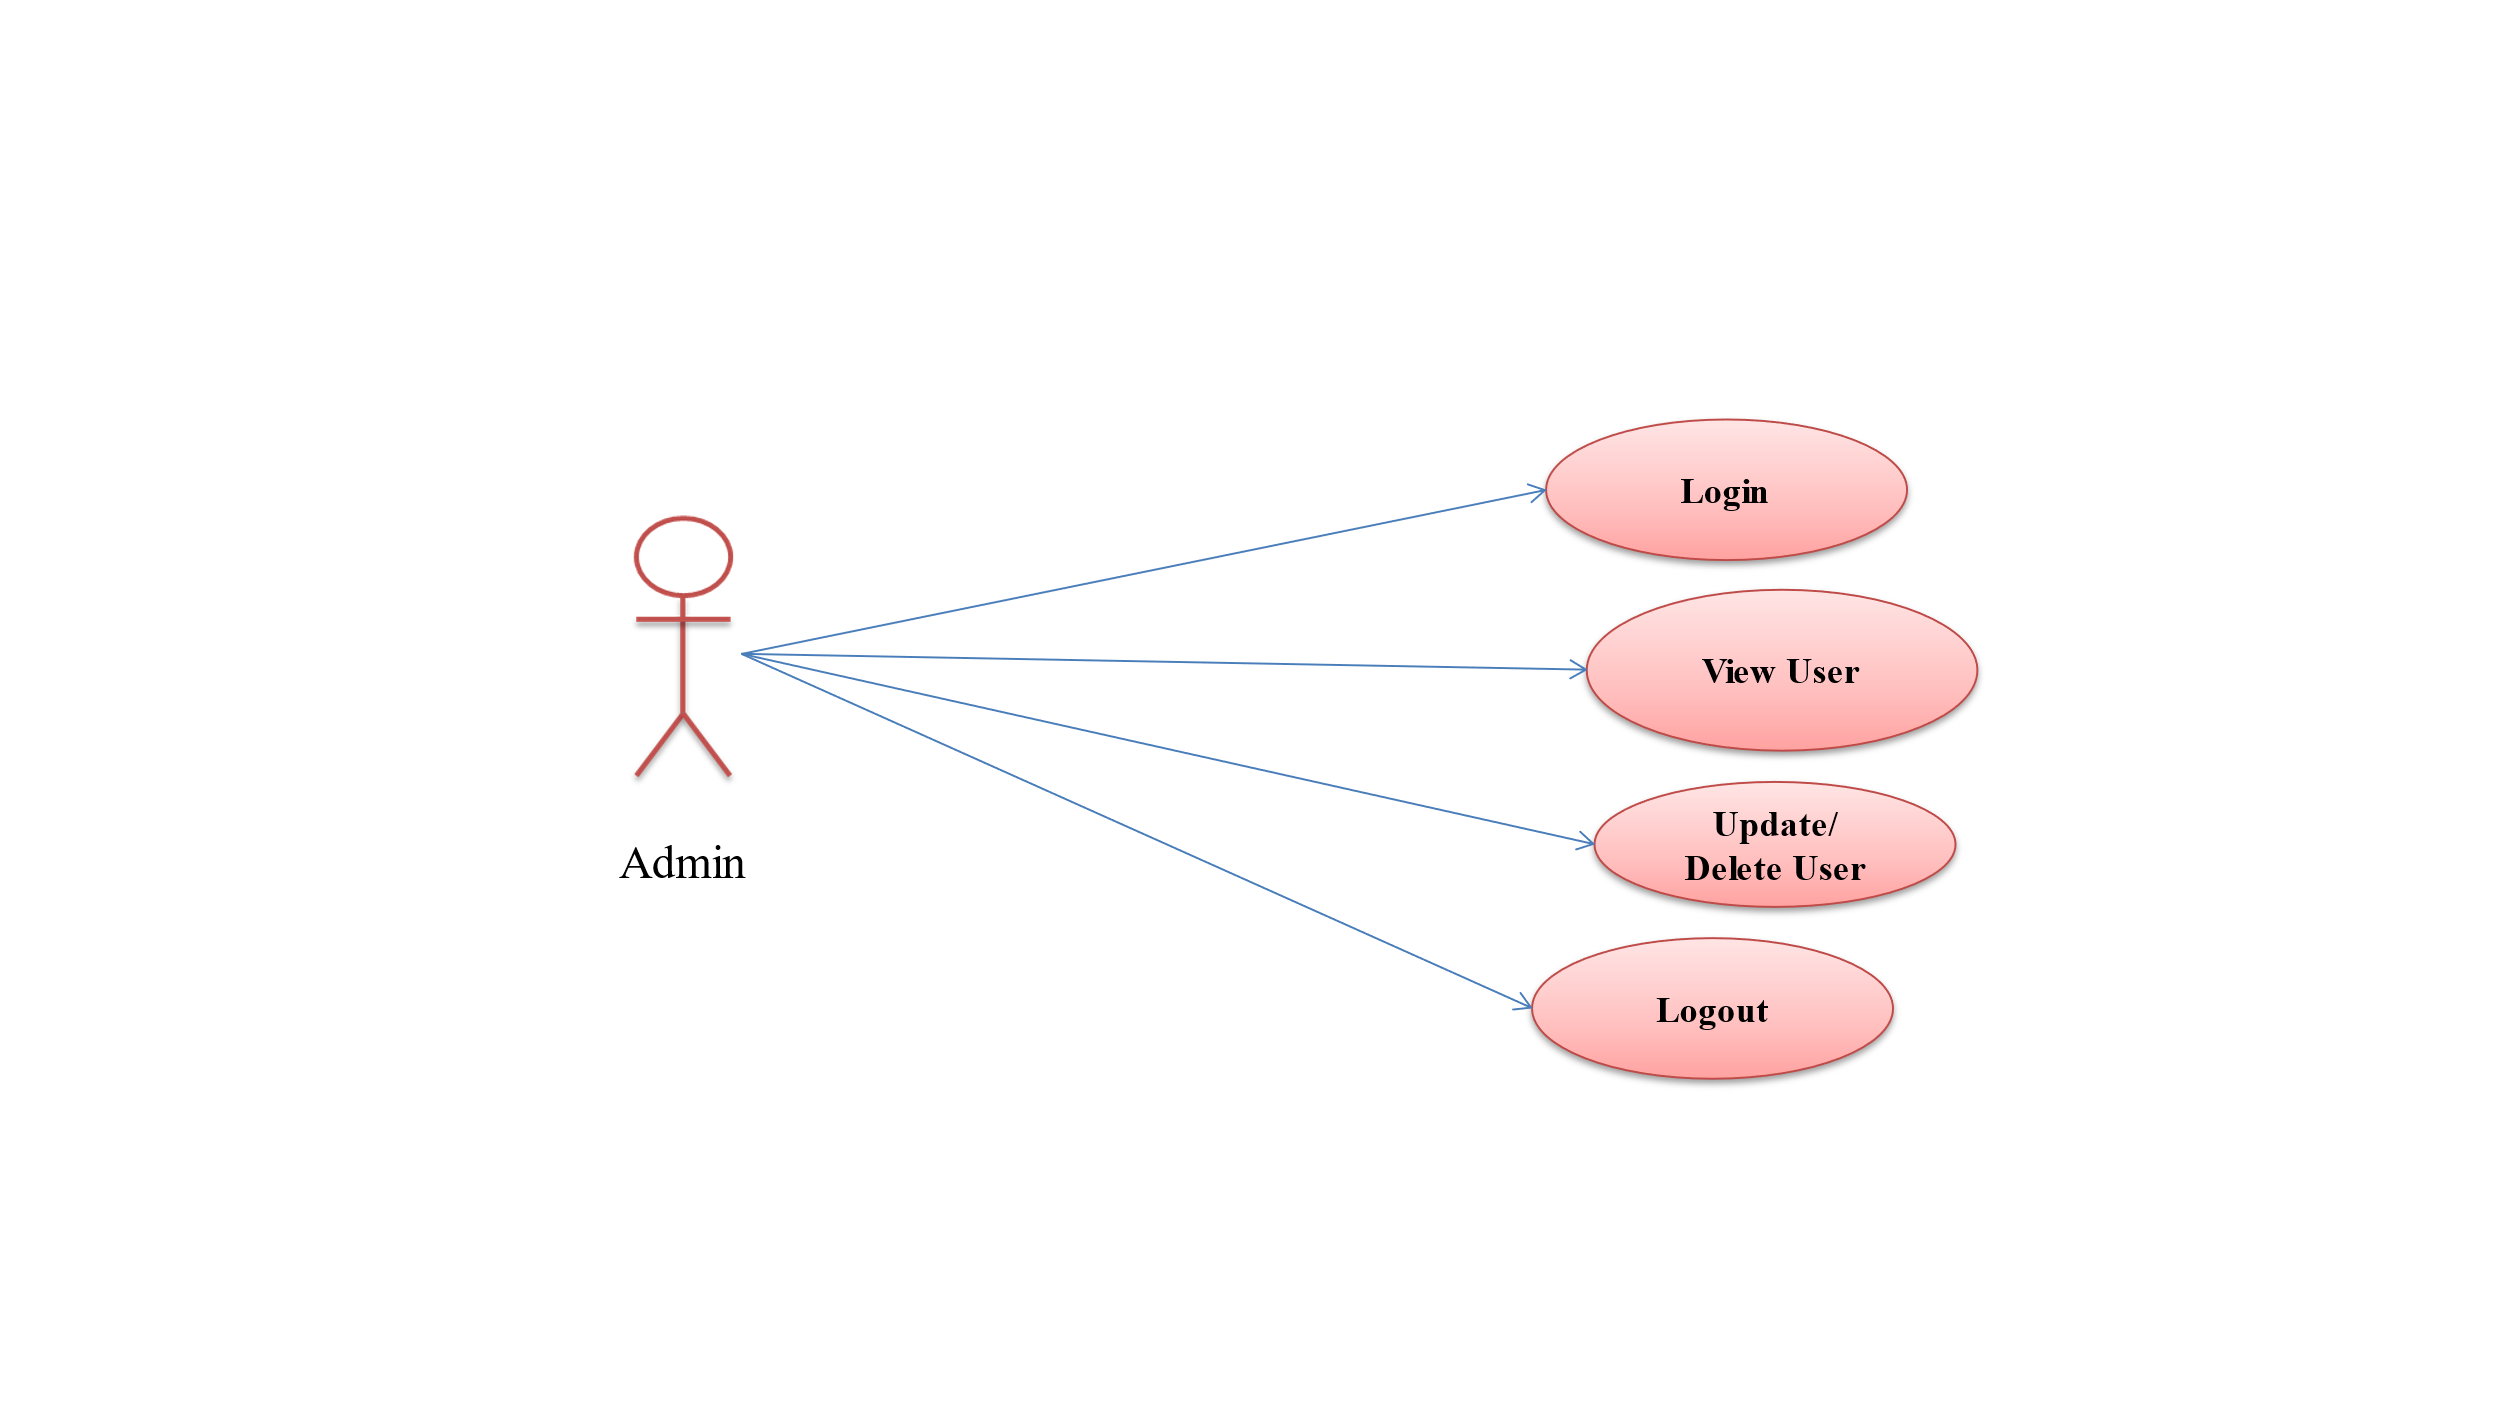 Login
View User
Update/
Delete User
Admin
Logout